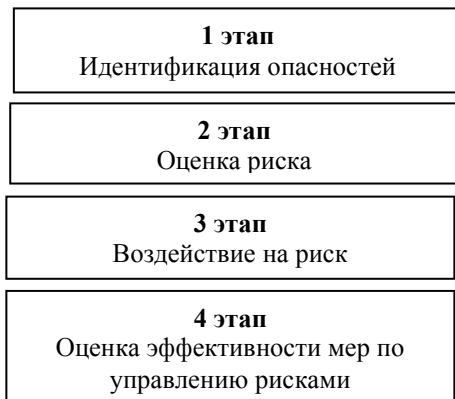 1 этап
Идентификация опасностей
2 этап
Оценка риска
3 этап
Воздействие на риск
4 этап
Оценка эффективности мер по
управлению рисками